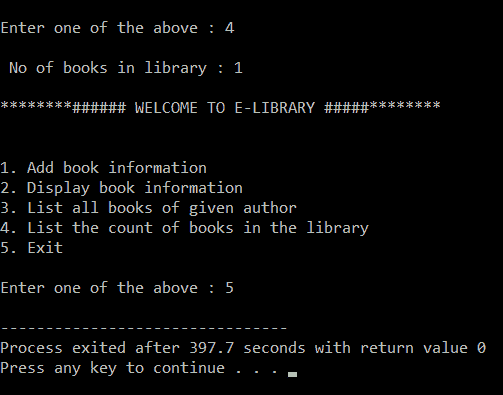 Enter one of the above : 4
No of books in library : 1
********###### WELCOME TO E-LIBRARY #####********
1. Add book information
2. Display book information
3. List all books of given author
4. List the count of books in the library
5. Exit
Enter one of the above : 5
--------------------------------
Process exited after 397.7 seconds with return value 0
Press any key to continue . . .